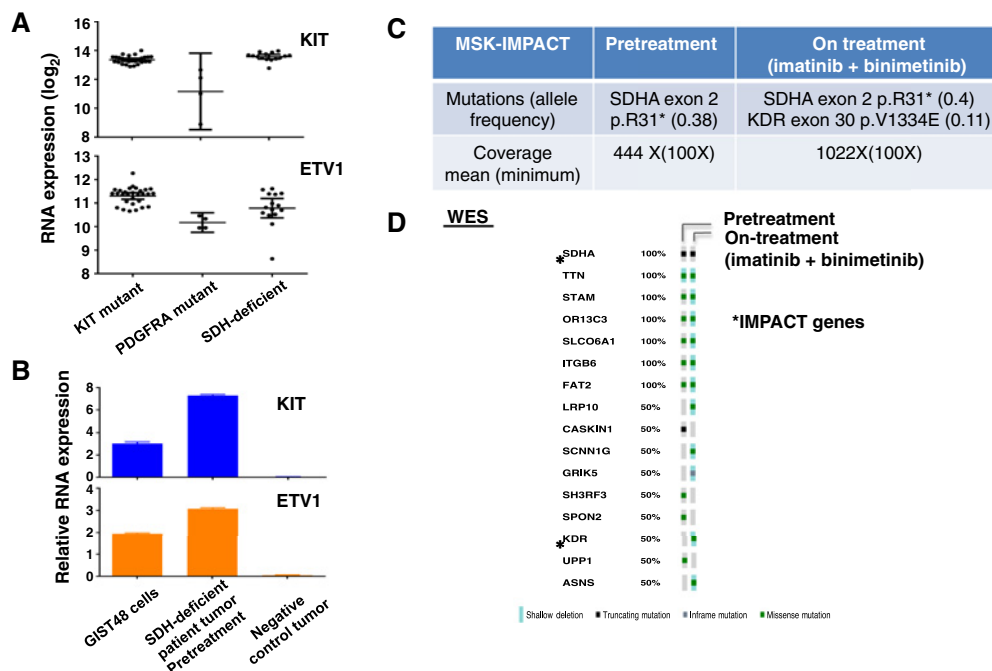 A
RNA expression (log2)
16
14
12
10
8
KIT
13
12
11
10
9
8
ETV1
KIT mutant
PDGFRA mutant
SDH-deficient
B
Relative RNA expression
8
6
4
2
0
KIT
4
3
2
1
0
ETV1
GIST48 cells
SDH-deficient
patient tumor
Pretreatment
Negative
control tumor
C
MSK-IMPACT
Pretreatment
On treatment
(imatinib + binimetinib)
Mutations (allele
frequency)
SDHA exon 2
p.R31* (0.38)
SDHA exon 2 p.R31* (0.4)
KDR exon 30 p.V1334E (0.11)
Coverage
mean (minimum)
444 X(100X)
1022X(100X)
D
WES
Pretreatment
On-treatment
(imatinib + binimetinib)
*SDHA 100%
TTN 100%
STAM 100%
OR13C3 100%
SLCO6A1 100%
ITGB6 100%
FAT2 100%
LRP10 50%
CASKIN1 50%
SCNN1G 50%
GRIK5 50%
SH3RF3 50%
SPON2 50%
*KDR 50%
UPP1 50%
ASNS 50%
*IMPACT genes
Shallow deletion Truncating mutation Inframe mutation Missense mutation